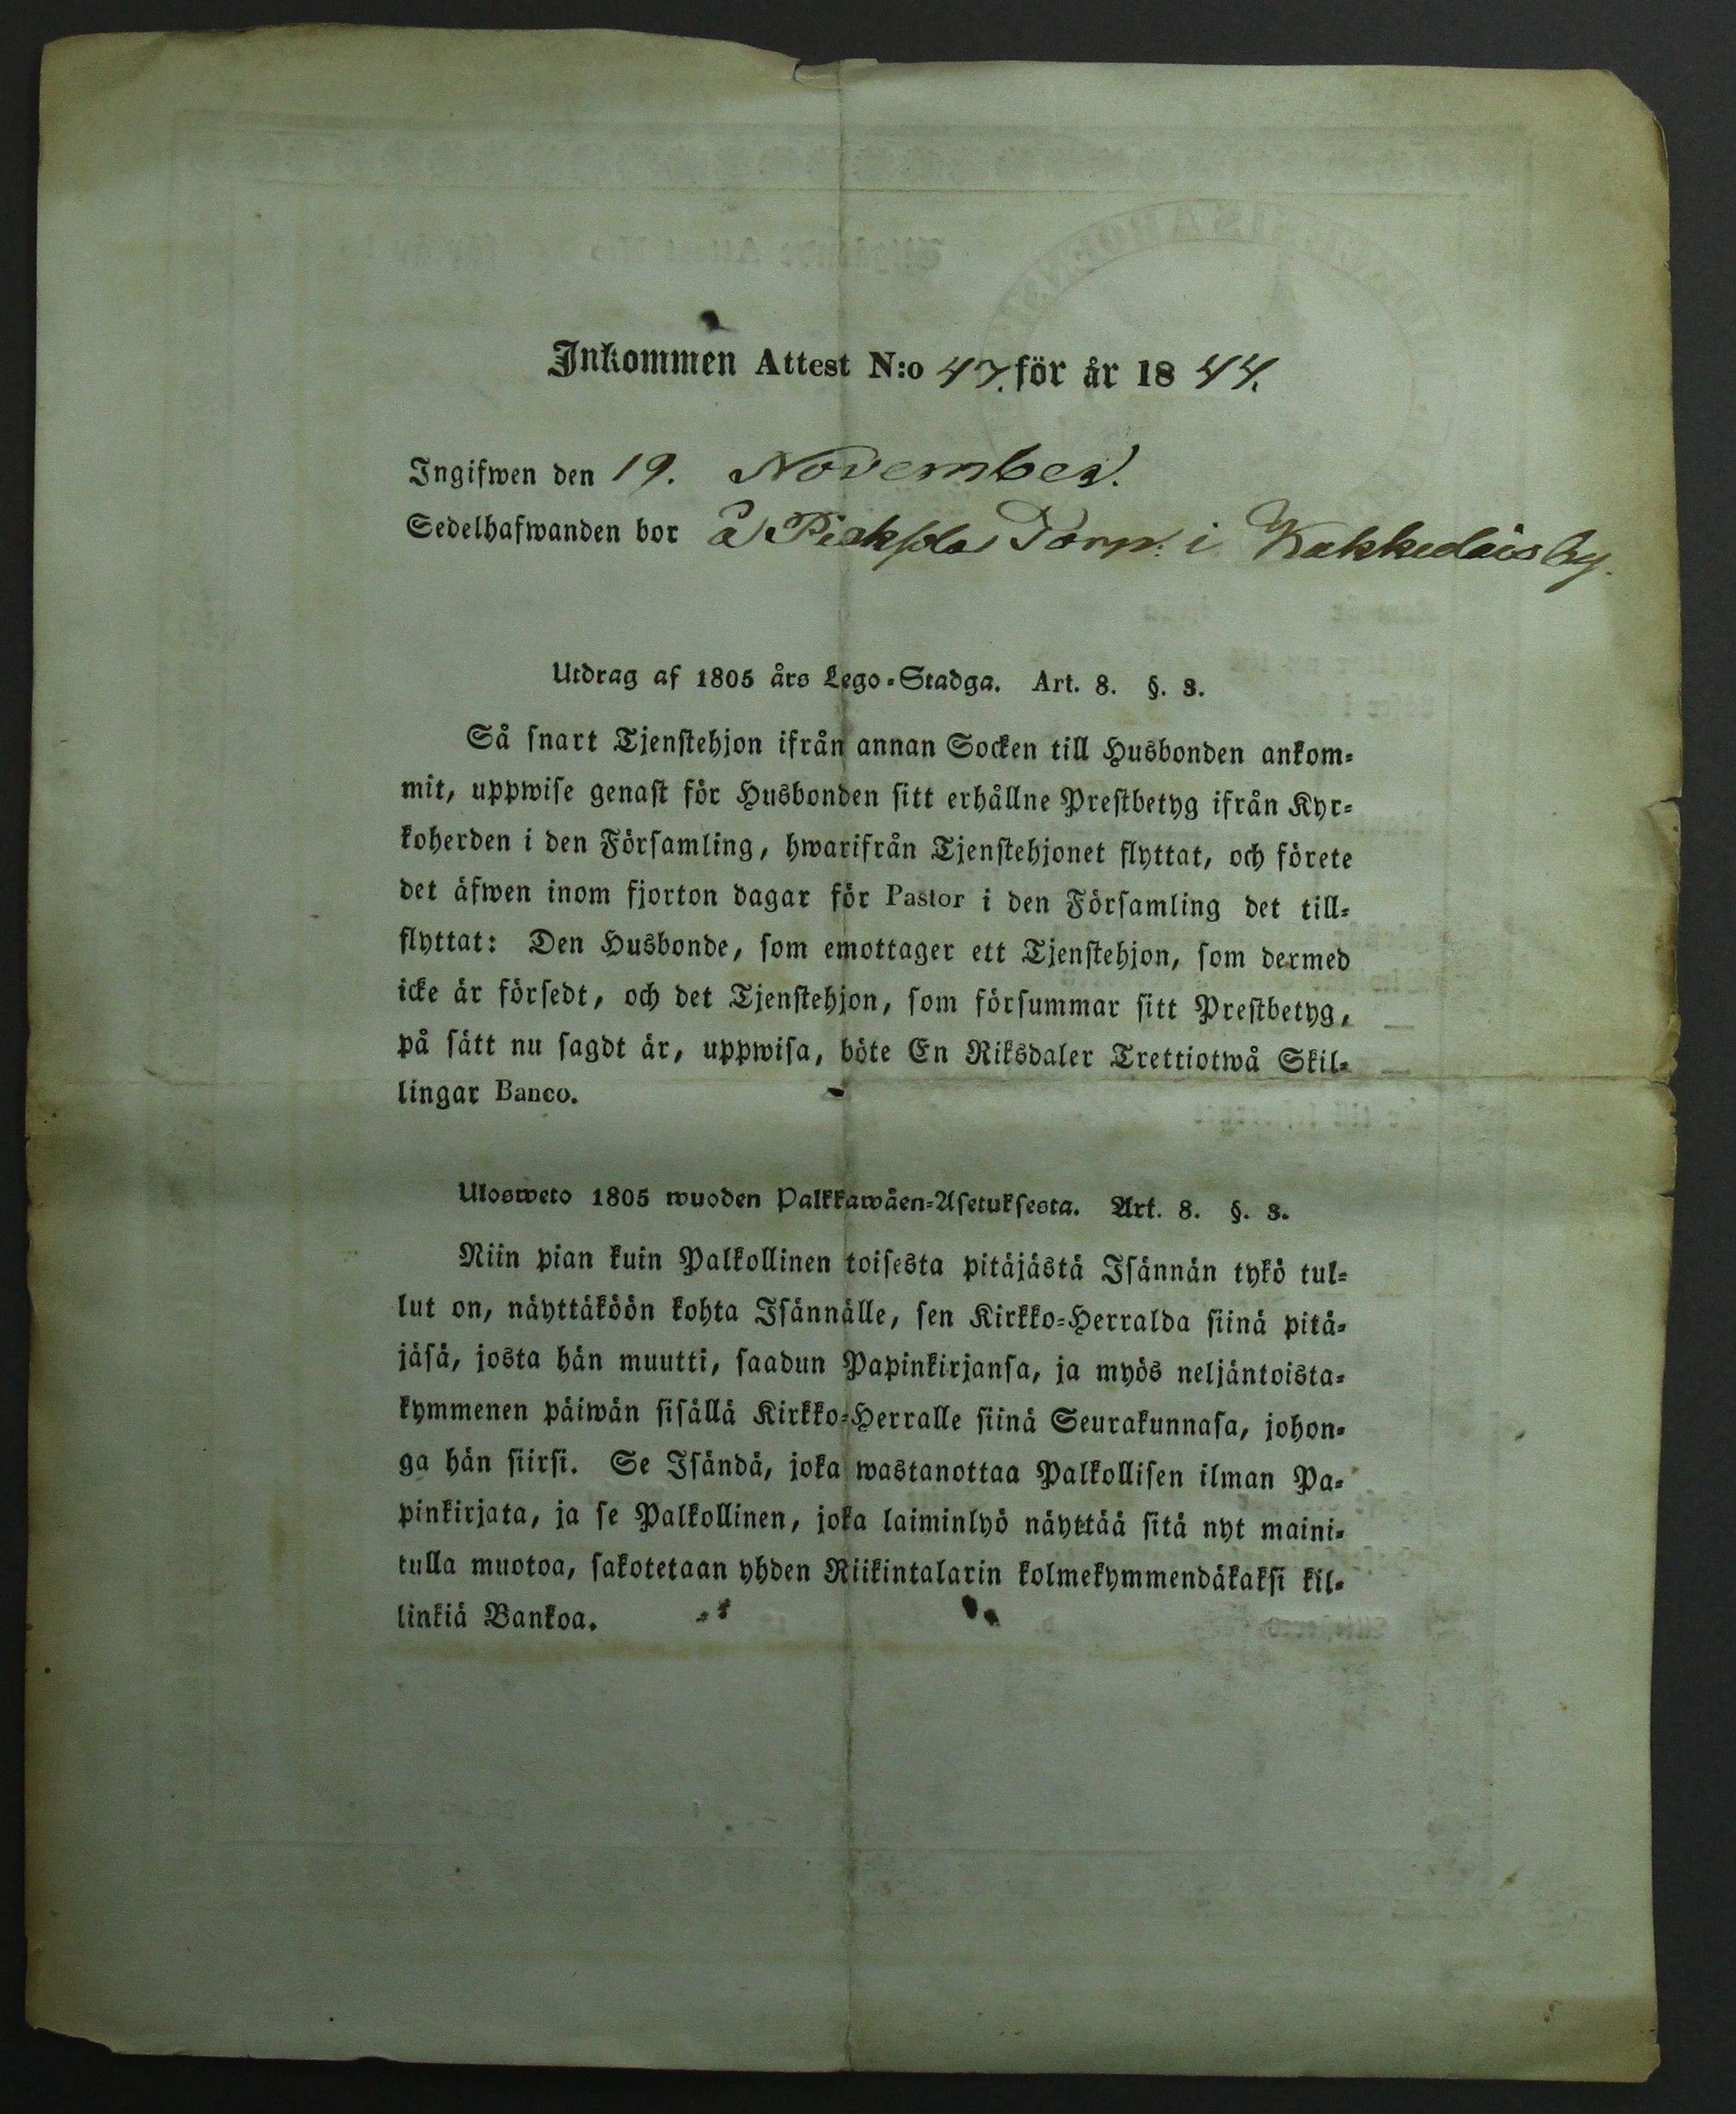 Inkommen Attest N:o 47. för år 1844.
Ingifwen den 19. November.
Sedelhafwanden bor å Torp. i by.
Utdrag af 1805 års Lego-Stadga. Art. 8. §. 3.
Så snart Tjenstehjon ifrån annan Socken till Husbonden ankom-
mit, uppwise genast för Husbonden sitt erhållne Prestbetyg ifrån Kyr-
koherden i den Församling, hwarifrån Tjenstehjonet flyttat, och förete
det äfwen inom fjorton dagar för Pastor i den Församling det till-
flyttat: Den Husbonde, som emottager ett Tjenstehjon, som dermed
icke är försedt, och det Tjenstehjon, som försummar sitt Prestbetyg,
på sätt nu sagdt är, uppwisa, böte En Riksdaler Trettiotwå Skil-
lingar Banco.
Ulosweto 1805 wuoden Palkkawäen-Asetuksesta. Art. 8. §. 3.
Niin pian kuin Palkollinen toisesta pitäjästä Isännän tykö tul-
lut on, näyttäköön kohta Isännälle, sen Kirkko-Herralda siinä pitä-
jäsä, josta hän muutti, saadun Papinkirjansa, ja myös neljäntoista-
kymmenen päiwän sisällä Kirkko-Herralle siinä Seurakunnasa, johon-
ga hän siirsi. Se Isändä, joka wastanottaa Palkollisen ilman Pa-
pinkirjata, ja se Palkollinen, joka laiminlyö näyttää sitä nyt maini-
tulla muotoa, sakotetaan yhden Riikintalarin kolmekymmendäkaksi kil-
linkiä Bankoa.